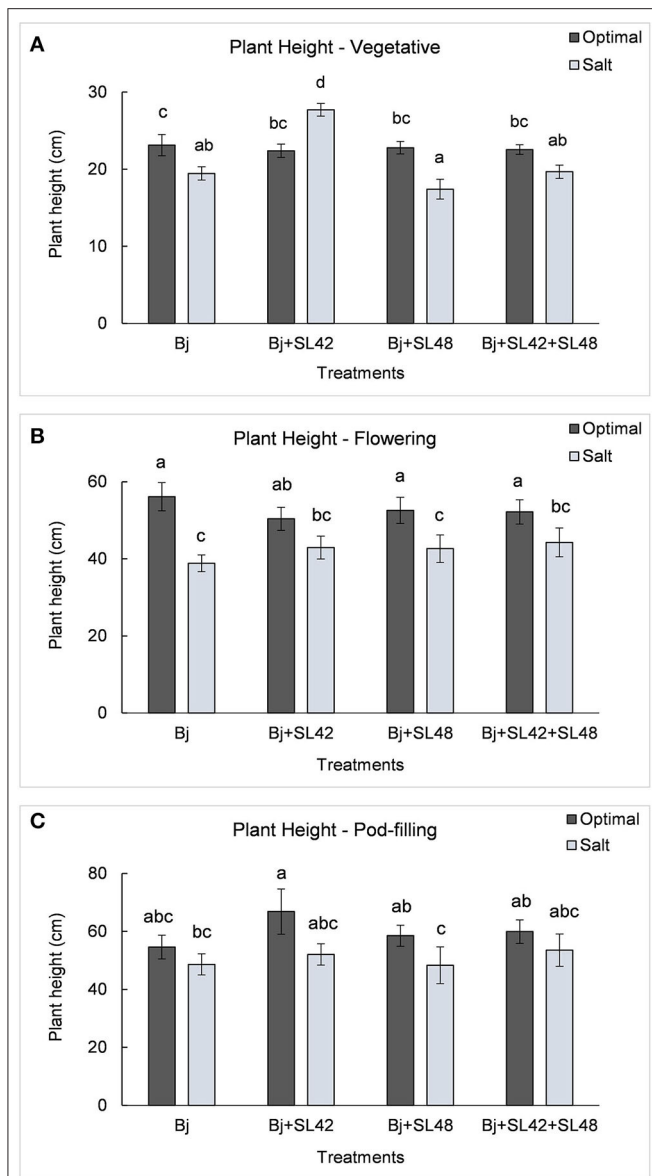 A
Plant Height - Vegetative
Optimal
Salt
Plant height (cm)
30
20
10
0
c ab bc d bc a bc ab
Bj Bj+SL42 Bj+SL48 Bj+SL42+SL48
Treatments
B
Plant Height - Flowering
Optimal
Salt
Plant height (cm)
60
40
20
0
a c ab bc a c a bc
Bj Bj+SL42 Bj+SL48 Bj+SL42+SL48
Treatments
C
Plant Height - Pod-filling
Optimal
Salt
Plant height (cm)
80
60
40
20
0
abc bc a abc ab c ab abc
Bj Bj+SL42 Bj+SL48 Bj+SL42+SL48
Treatments